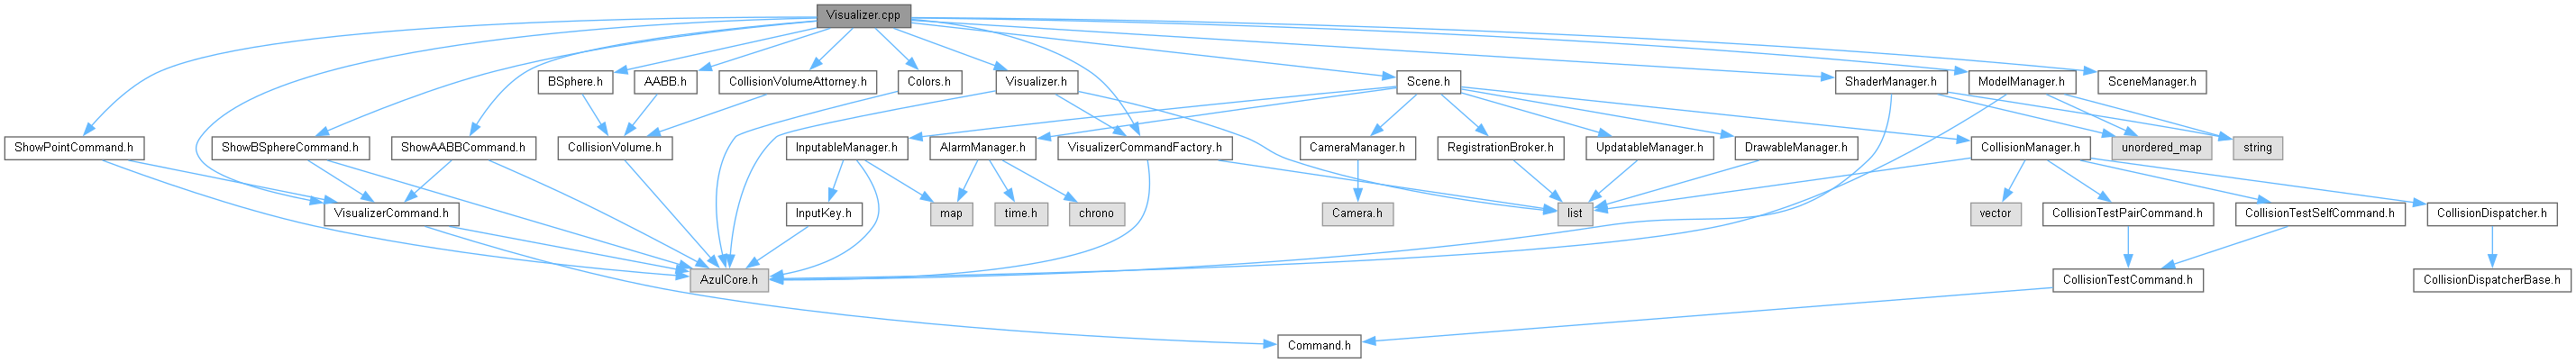 Visualizer.cpp
BSphere.h
AABB.h
CollisionVolumeAttorney.h
Colors.h
Visualizer.h
Scene.h
ShaderManager.h
ModelManager.h
SceneManager.h
ShowPointCommand.h
ShowBSphereCommand.h
ShowAABBCommand.h
CollisionVolume.h
InputableManager.h
AlarmManager.h
VisualizerCommandFactory.h
CameraManager.h
RegistrationBroker.h
UpdatableManager.h
DrawableManager.h
CollisionManager.h
unordered_map
string
VisualizerCommand.h
InputKey.h
map
time.h
chrono
Camera.h
list
vector
CollisionTestPairCommand.h
CollisionTestSelfCommand.h
CollisionDispatcher.h
AzulCore.h
CollisionTestCommand.h
CollisionDispatcherBase.h
Command.h